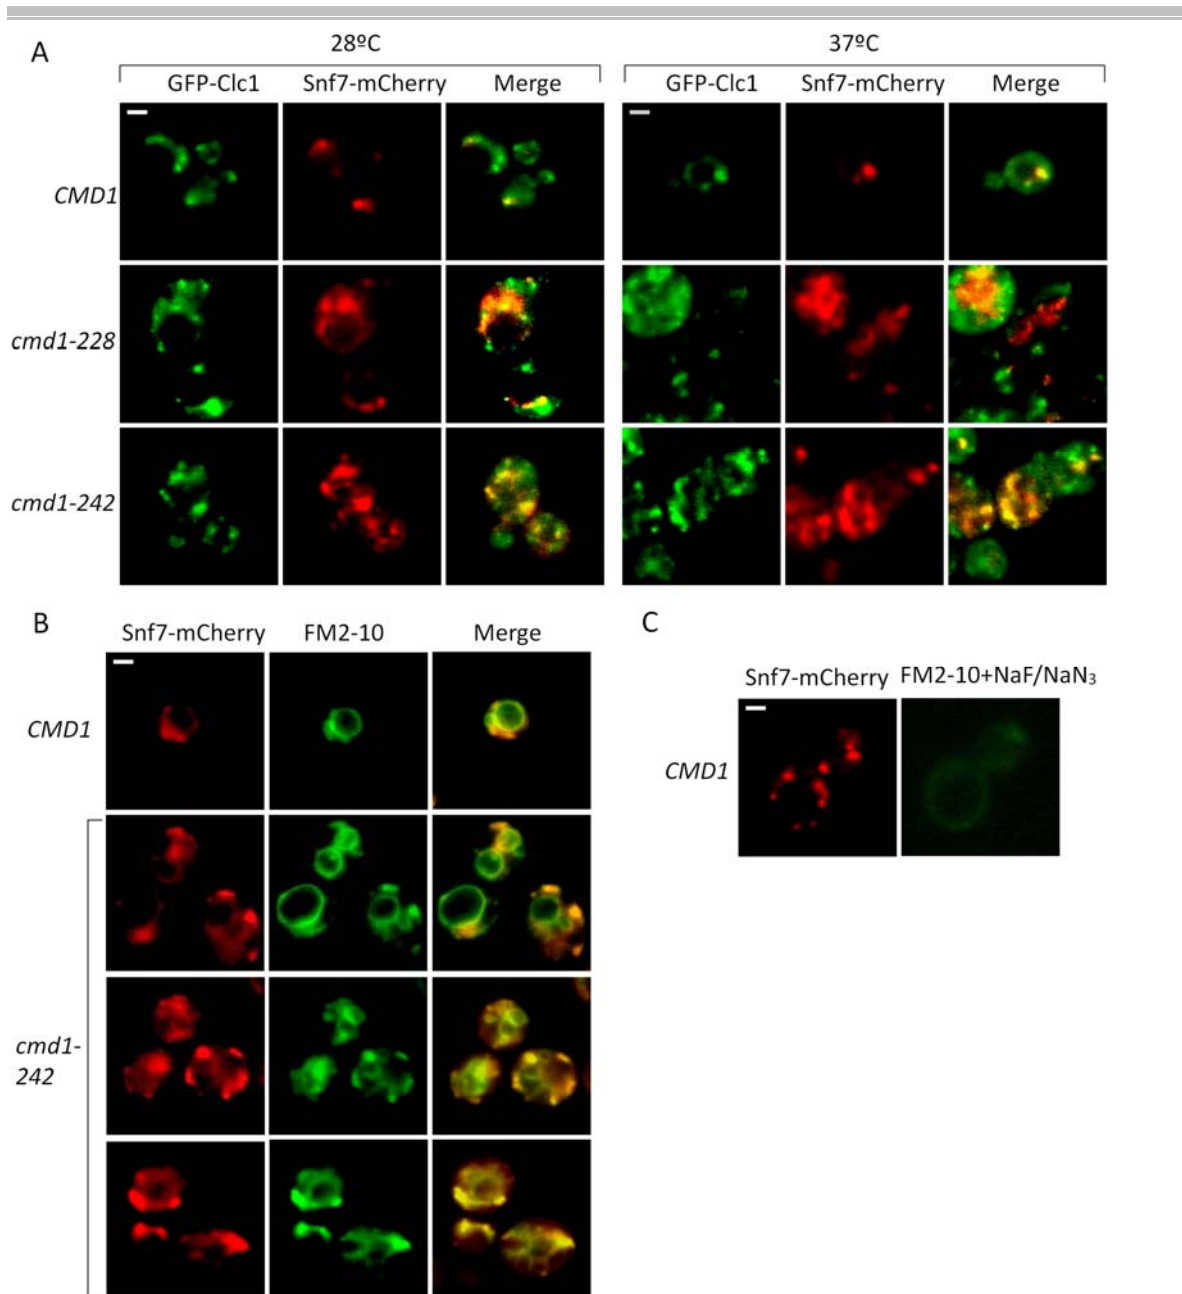 A
28ºC
37ºC
GFP-Clc1 Snf7-mCherry Merge
GFP-Clc1 Snf7-mCherry Merge
CMD1
cmd1-228
cmd1-242
B
Snf7-mCherry FM2-10 Merge
CMD1
cmd1-
242
C
Snf7-mCherry FM2-10+NaF/NaN₃
CMD1